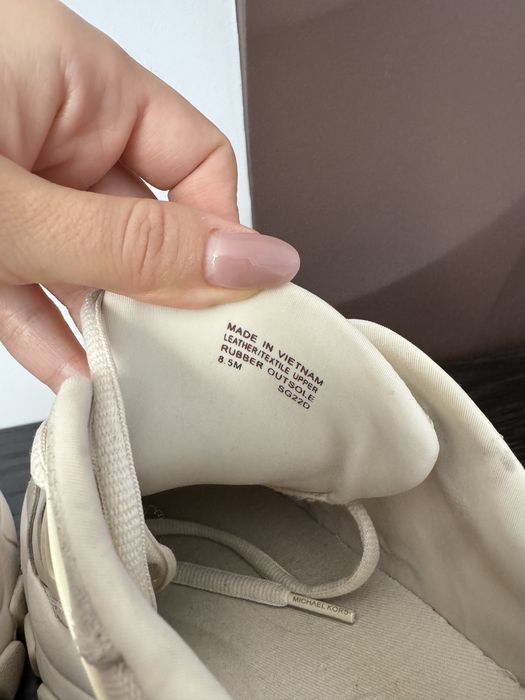 MADE IN VIETNAM
LEATHER/TEXTILE UPPER
RUBBER OUTSOLE
8.5M SG22D
MICHAEL KORS